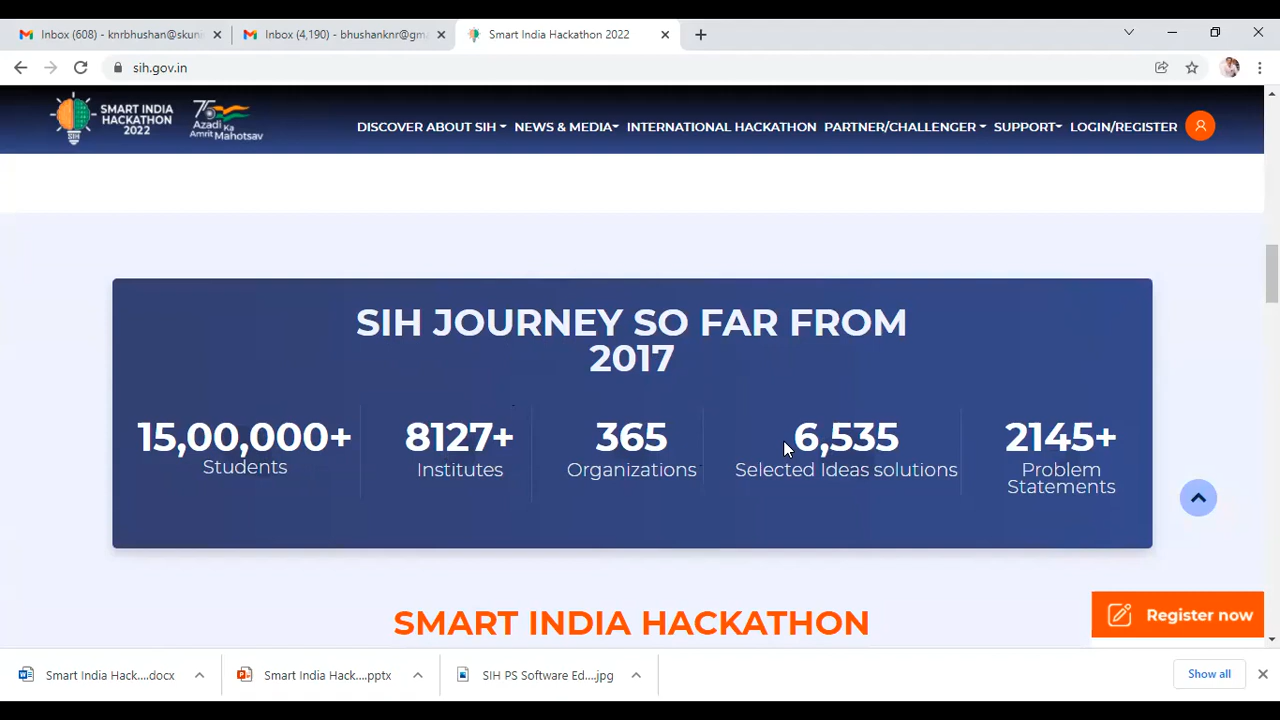 Inbox (608) - knrbhushan@skuni
Inbox (4,190) - bhushanknr@gma
Smart India Hackathon 2022
sih.gov.in
SMART INDIA
HACKATHON
2022
SIH
75
Azadi Ka
Amrit Mahotsav
DISCOVER ABOUT SIH
NEWS & MEDIA
INTERNATIONAL HACKATHON
PARTNER/CHALLENGER
SUPPORT
LOGIN/REGISTER
SIH JOURNEY SO FAR FROM
2017
15,00,000+
Students
8127+
Institutes
365
Organizations
6,535
Selected Ideas solutions
2145+
Problem
Statements
SMART INDIA HACKATHON
Register now
Smart India Hack....docx
Smart India Hack....pptx
SIH PS Software Ed....jpg
Show all